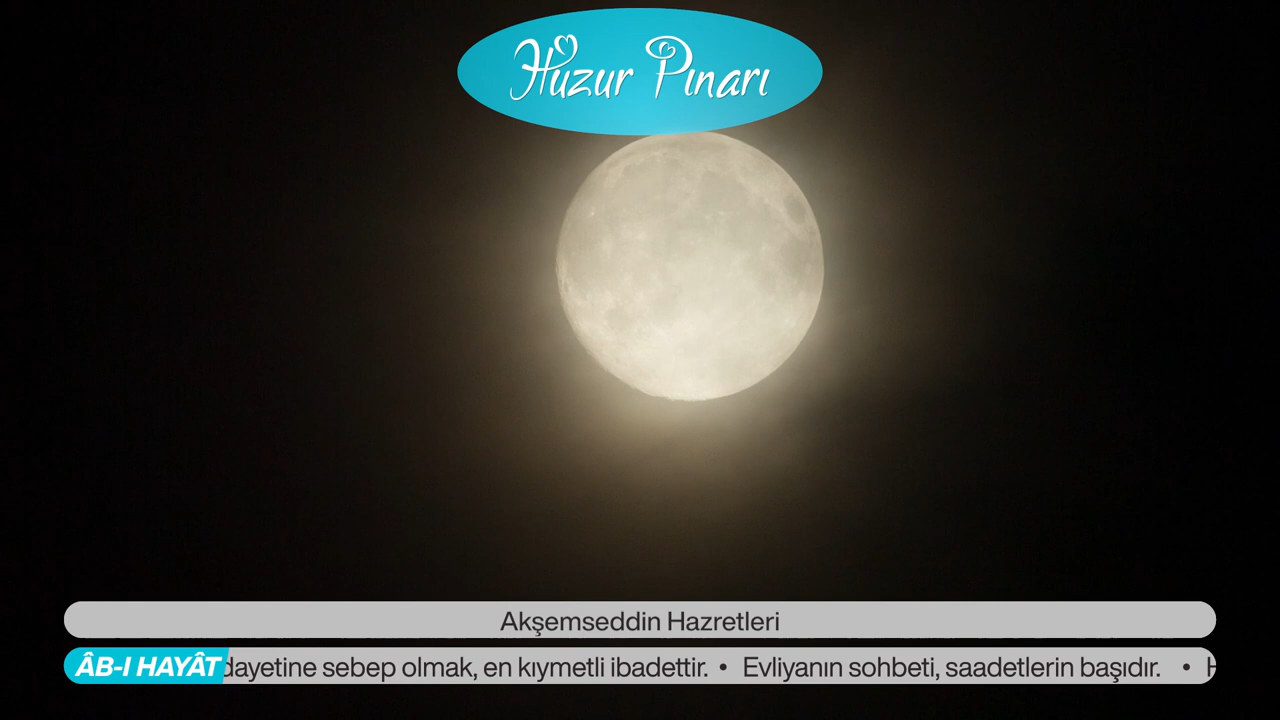 Huzur Pınarı
Akşemseddin Hazretleri
ÂB-I HAYÂT dayetine sebep olmak, en kıymetli ibadettir. • Evliyanın sohbeti, saadetlerin başıdır. •